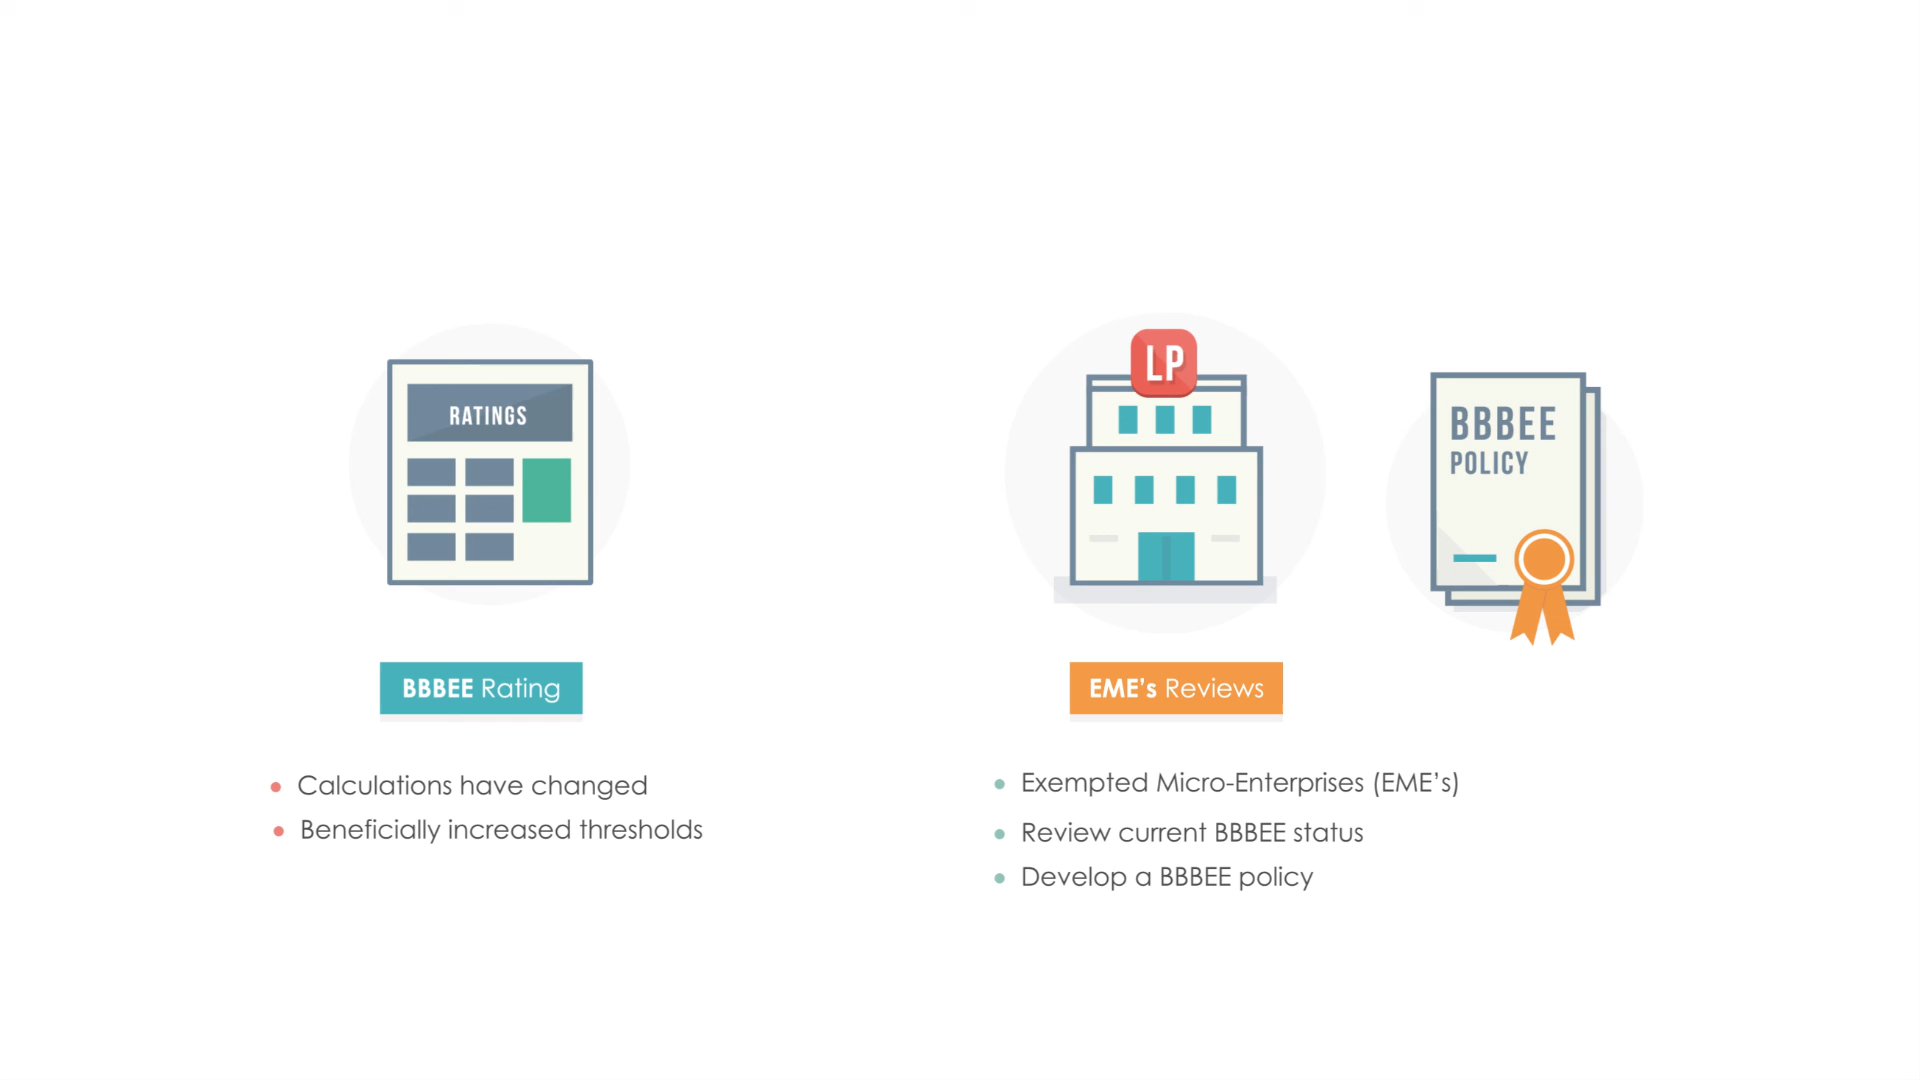 RATINGS
BBBEE Rating
Calculations have changed
Beneficially increased thresholds
LP
BBBEE
POLICY
EME’s Reviews
Exempted Micro-Enterprises (EME’s)
Review current BBBEE status
Develop a BBBEE policy